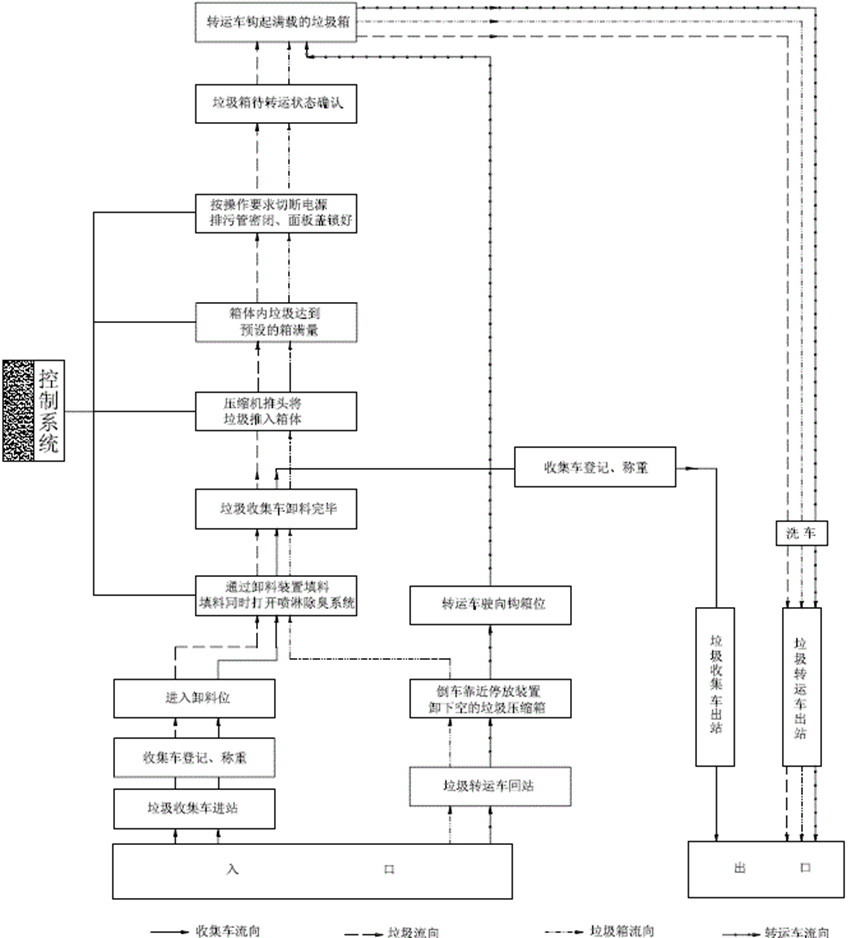 转运车钩起满载的垃圾箱
垃圾箱待转运状态确认
按操作要求切断电源
排污管密闭、面板盖锁好
箱体内垃圾达到
预设的箱满量
控制系统
压缩机推头将
垃圾推入箱体
收集车登记、称重
垃圾收集车卸料完毕
洗车
通过卸料装置填料
填料同时打开喷淋除臭系统
转运车驶向钩箱位
垃圾收集车出站
垃圾转运车出站
进入卸料位
倒车靠近停放装置
卸下空的垃圾压缩箱
收集车登记、称重
垃圾转运车回站
垃圾收集车进站
入 口
出 口
收集车流向
垃圾流向
垃圾箱流向
转运车流向